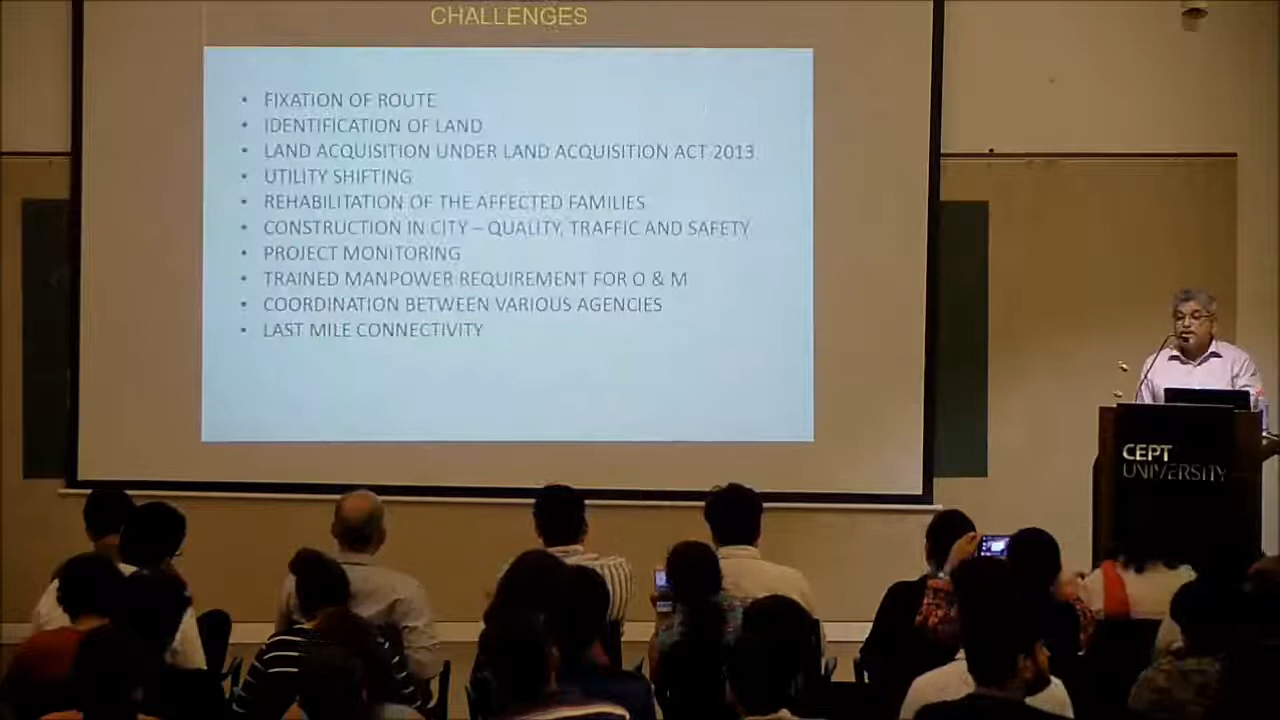 CHALLENGES
• FIXATION OF ROUTE
• IDENTIFICATION OF LAND
• LAND ACQUISITION UNDER LAND ACQUISITION ACT 2013
• UTILITY SHIFTING
• REHABILITATION OF THE AFFECTED FAMILIES
• CONSTRUCTION IN CITY – QUALITY, TRAFFIC AND SAFETY
• PROJECT MONITORING
• TRAINED MANPOWER REQUIREMENT FOR O & M
• COORDINATION BETWEEN VARIOUS AGENCIES
• LAST MILE CONNECTIVITY
CEPT
UNIVERSITY